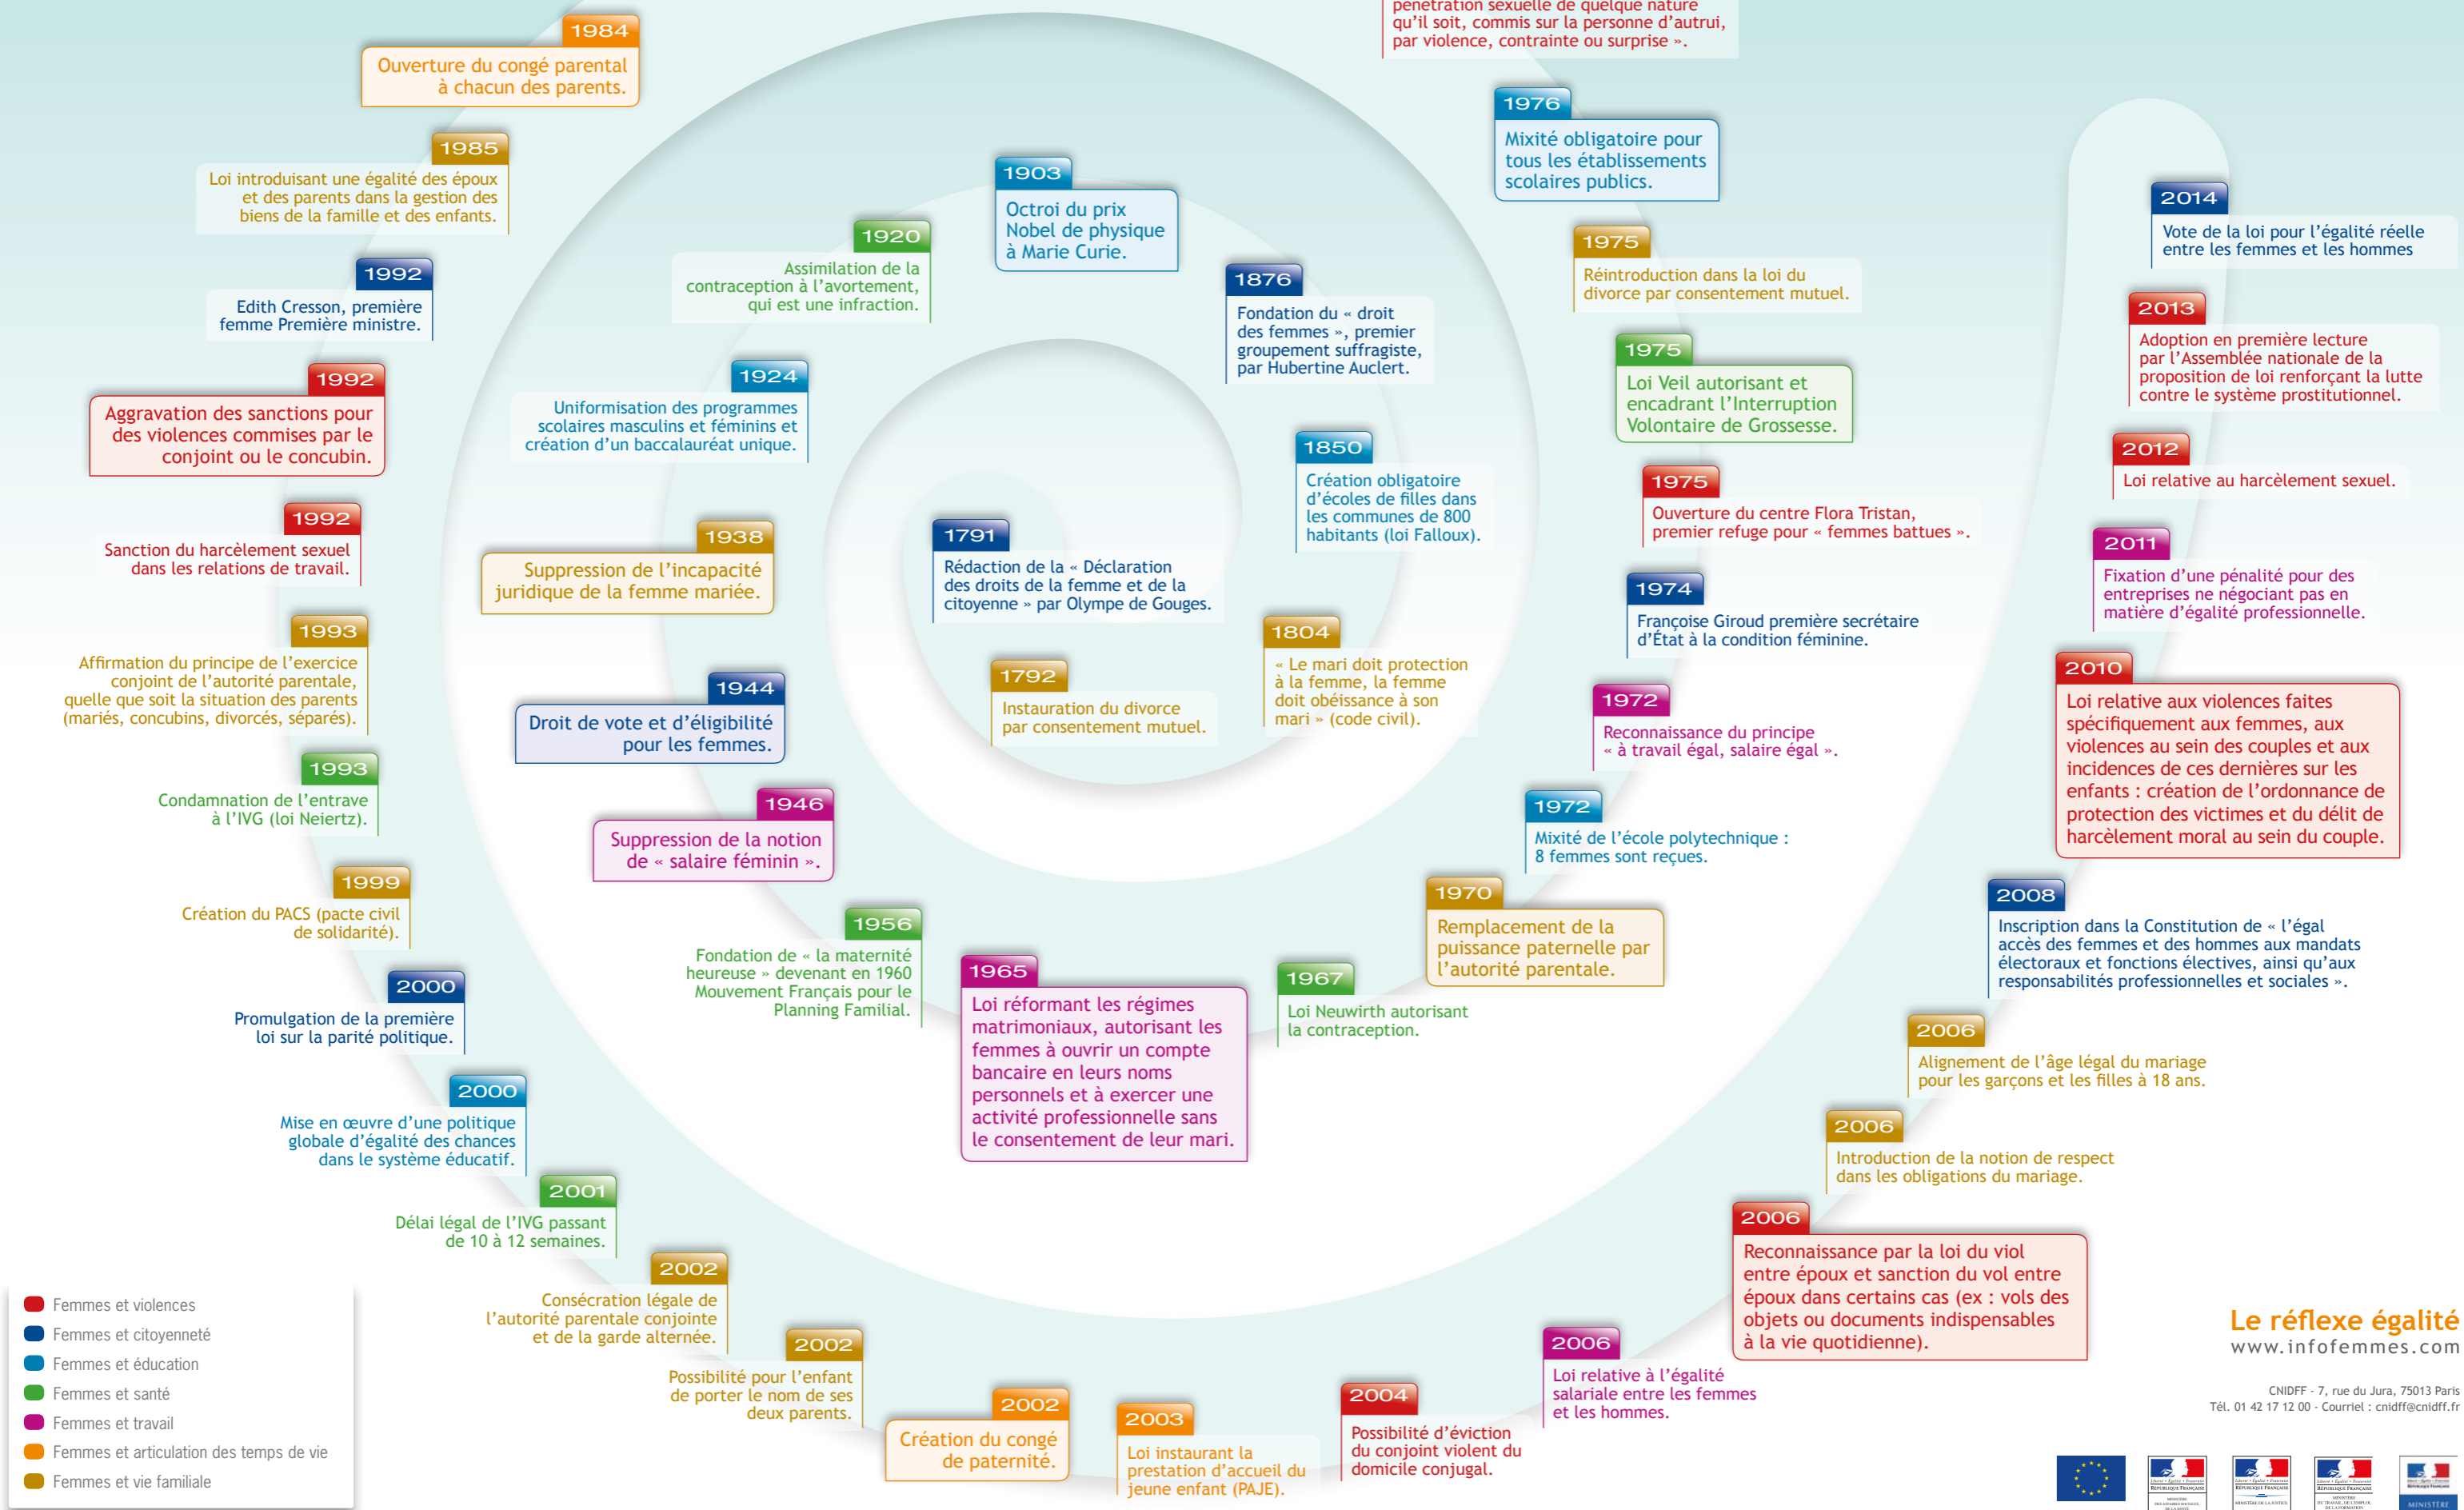 pénétration sexuelle de quelque nature
qu'il soit, commis sur la personne d'autrui,
par violence, contrainte ou surprise ».
1984
Ouverture du congé parental
à chacun des parents.
1985
Loi introduisant une égalité des époux
et des parents dans la gestion des
biens de la famille et des enfants.
1992
Edith Cresson, première
femme Première ministre.
1992
Aggravation des sanctions pour
des violences commises par le
conjoint ou le concubin.
1992
Sanction du harcèlement sexuel
dans les relations de travail.
1993
Affirmation du principe de l'exercice
conjoint de l'autorité parentale,
quelle que soit la situation des parents
(mariés, concubins, divorcés, séparés).
1993
Condamnation de l'entrave
à l'IVG (loi Neiertz).
1999
Création du PACS (pacte civil
de solidarité).
2000
Promulgation de la première
loi sur la parité politique.
2000
Mise en œuvre d'une politique
globale d'égalité des chances
dans le système éducatif.
2001
Délai légal de l'IVG passant
de 10 à 12 semaines.
2002
Consécration légale de
l'autorité parentale conjointe
et de la garde alternée.
2002
Possibilité pour l'enfant
de porter le nom de ses
deux parents.
2002
Création du congé
de paternité.
2003
Loi instaurant la
prestation d'accueil du
jeune enfant (PAJE).
2004
Possibilité d'éviction
du conjoint violent du
domicile conjugal.
2006
Loi relative à l'égalité
salariale entre les femmes
et les hommes.
2006
Reconnaissance par la loi du viol
entre époux et sanction du vol entre
époux dans certains cas (ex : vols des
objets ou documents indispensables
à la vie quotidienne).
2006
Introduction de la notion de respect
dans les obligations du mariage.
2006
Alignement de l'âge légal du mariage
pour les garçons et les filles à 18 ans.
2008
Inscription dans la Constitution de « l'égal
accès des femmes et des hommes aux mandats
électoraux et fonctions électives, ainsi qu'aux
responsabilités professionnelles et sociales ».
2010
Loi relative aux violences faites
spécifiquement aux femmes, aux
violences au sein des couples et aux
incidences de ces dernières sur les
enfants : création de l'ordonnance de
protection des victimes et du délit de
harcèlement moral au sein du couple.
2011
Fixation d'une pénalité pour des
entreprises ne négociant pas en
matière d'égalité professionnelle.
2012
Loi relative au harcèlement sexuel.
2013
Adoption en première lecture
par l'Assemblée nationale de la
proposition de loi renforçant la lutte
contre le système prostitutionnel.
2014
Vote de la loi pour l'égalité réelle
entre les femmes et les hommes
1976
Mixité obligatoire pour
tous les établissements
scolaires publics.
1975
Réintroduction dans la loi du
divorce par consentement mutuel.
1975
Loi Veil autorisant et
encadrant l'Interruption
Volontaire de Grossesse.
1975
Ouverture du centre Flora Tristan,
premier refuge pour « femmes battues ».
1974
Françoise Giroud première secrétaire
d'État à la condition féminine.
1972
Reconnaissance du principe
« à travail égal, salaire égal ».
1972
Mixité de l'école polytechnique :
8 femmes sont reçues.
1970
Remplacement de la
puissance paternelle par
l'autorité parentale.
1967
Loi Neuwirth autorisant
la contraception.
1965
Loi réformant les régimes
matrimoniaux, autorisant les
femmes à ouvrir un compte
bancaire en leurs noms
personnels et à exercer une
activité professionnelle sans
le consentement de leur mari.
1956
Fondation de « la maternité
heureuse » devenant en 1960
Mouvement Français pour le
Planning Familial.
1946
Suppression de la notion
de « salaire féminin ».
1944
Droit de vote et d'éligibilité
pour les femmes.
1938
Suppression de l'incapacité
juridique de la femme mariée.
1924
Uniformisation des programmes
scolaires masculins et féminins et
création d'un baccalauréat unique.
1920
Assimilation de la
contraception à l'avortement,
qui est une infraction.
1903
Octroi du prix
Nobel de physique
à Marie Curie.
1876
Fondation du « droit
des femmes », premier
groupement suffragiste,
par Hubertine Auclert.
1850
Création obligatoire
d'écoles de filles dans
les communes de 800
habitants (loi Falloux).
1804
« Le mari doit protection
à la femme, la femme
doit obéissance à son
mari » (code civil).
1792
Instauration du divorce
par consentement mutuel.
1791
Rédaction de la « Déclaration
des droits de la femme et de la
citoyenne » par Olympe de Gouges.
Femmes et violences
Femmes et citoyenneté
Femmes et éducation
Femmes et santé
Femmes et travail
Femmes et articulation des temps de vie
Femmes et vie familiale
Le réflexe égalité
www.infofemmes.com
CNIDFF - 7, rue du Jura, 75013 Paris
Tél. 01 42 17 12 00 - Courriel : cnidff@cnidff.fr
RÉPUBLIQUE FRANÇAISE
RÉPUBLIQUE FRANÇAISE
MINISTÈRE DE LA JUSTICE
RÉPUBLIQUE FRANÇAISE
RÉPUBLIQUE FRANÇAISE
MINISTÈRE